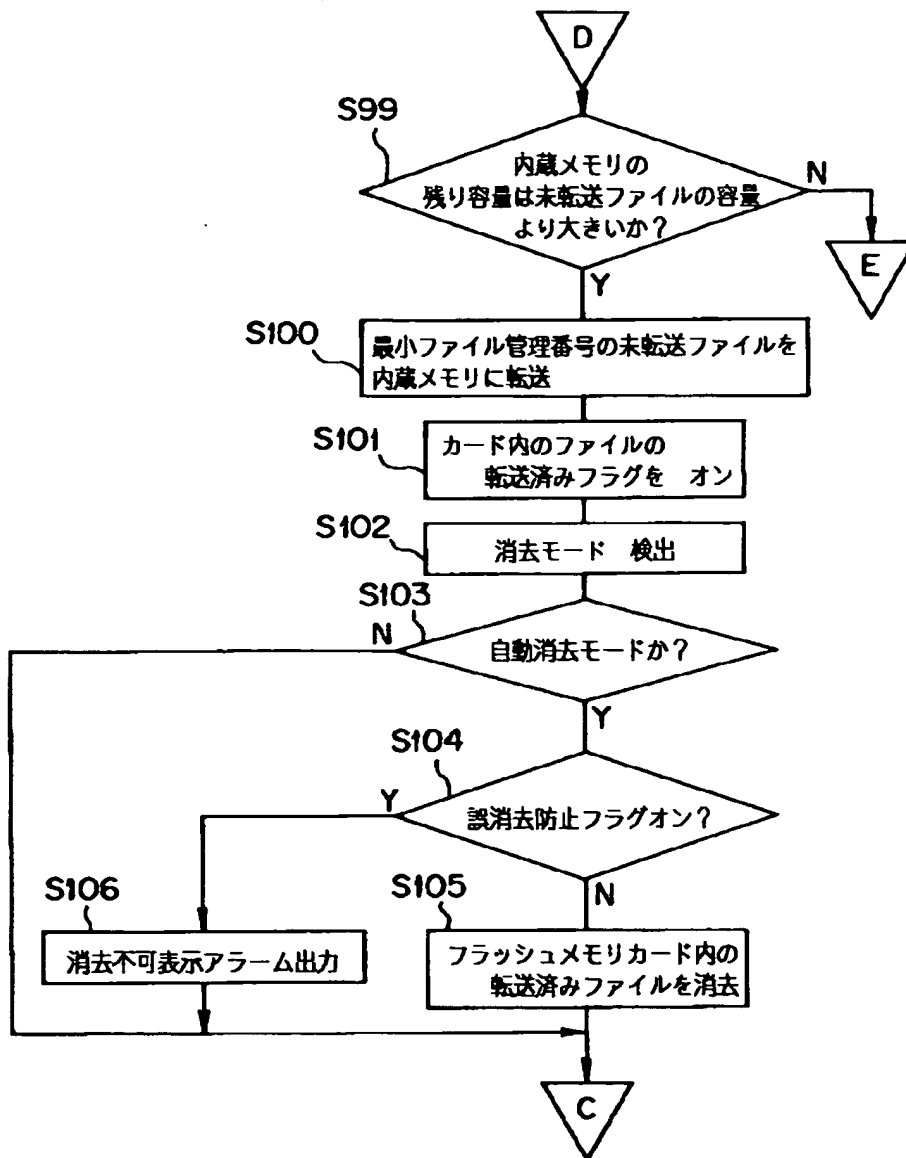 D
S99
内蔵メモリの
残り容量は未転送ファイルの容量
より大きいか?
N
E
Y
S100
最小ファイル管理番号の未転送ファイルを
内蔵メモリに転送
S101
カード内のファイルの
転送済みフラグを オン
S102
消去モード 検出
S103
N
自動消去モードか?
Y
S104
Y
誤消去防止フラグオン?
N
S106
消去不可表示アラーム出力
S105
フラッシュメモリカード内の
転送済みファイルを消去
C